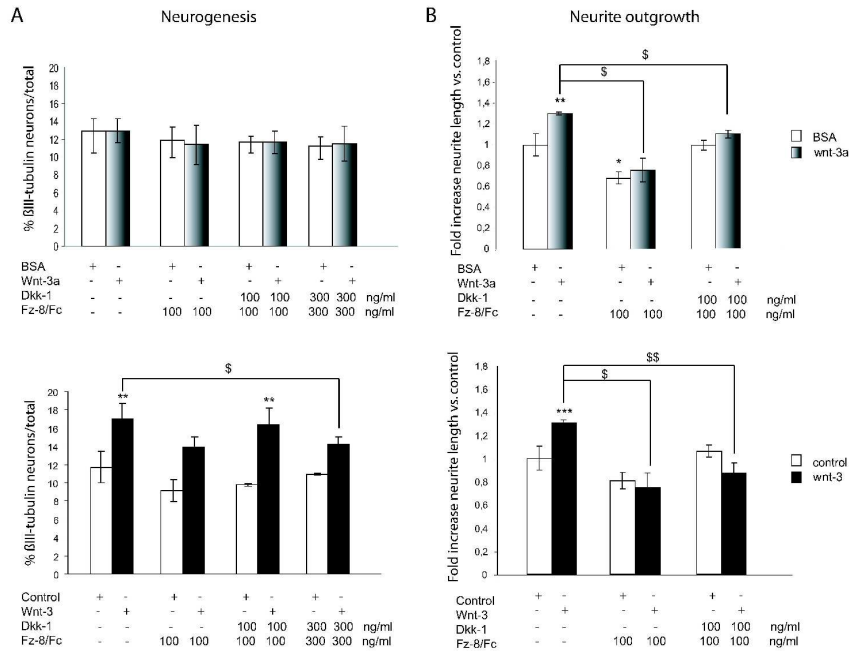 A Neurogenesis
% ßIII-tubulin neurons/total
20
18
16
14
12
10
8
6
4
2
0
BSA + - + - + - + -
Wnt-3a - + - + - + - +
Dkk-1 - - - - 100 100 300 300 ng/ml
Fz-8/Fc - - 100 100 100 100 300 300 ng/ml
B Neurite outgrowth
Fold increase neurite length vs. control
1,8
1,6
1,4
1,2
1
0,8
0,6
0,4
0,2
0
$
$
**
*
BSA
wnt-3a
BSA + - + - + -
Wnt-3a - + - + - +
Dkk-1 - - - - 100 100 ng/ml
Fz-8/Fc - - 100 100 100 100 ng/ml
% ßIII-tubulin neurons/total
20
18
16
14
12
10
8
6
4
2
0
$
** **
Control + - + - + - + -
Wnt-3 - + - + - + - +
Dkk-1 - - - - 100 100 300 300 ng/ml
Fz-8/Fc - - 100 100 100 100 300 300 ng/ml
Fold increase neurite length vs. control
1,8
1,6
1,4
1,2
1
0,8
0,6
0,4
0,2
0
$$
$
***
control
wnt-3
Control + - + - + -
Wnt-3 - + - + - +
Dkk-1 - - - - 100 100 ng/ml
Fz-8/Fc - - 100 100 100 100 ng/ml